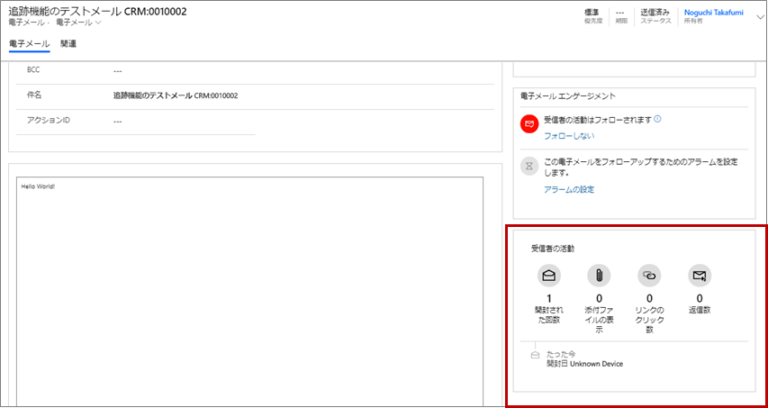 追跡機能のテストメール CRM:0010002
電子メール · 電子メール
標準
優先度
---
期限
送信済み
ステータス
Noguchi Takafumi
所有者
電子メール 関連
BCC ---
件名 追跡機能のテストメール CRM:0010002
アクションID ---
Hello World!
電子メール エンゲージメント
受信者の活動はフォローされます
フォローしない
この電子メールをフォローアップするためのアラームを設定
します。
アラームの設定
受信者の活動
1
開封され
た回数
0
添付ファ
イルの表
示
0
リンクの
クリック
数
0
返信数
たった今
開封日 Unknown Device